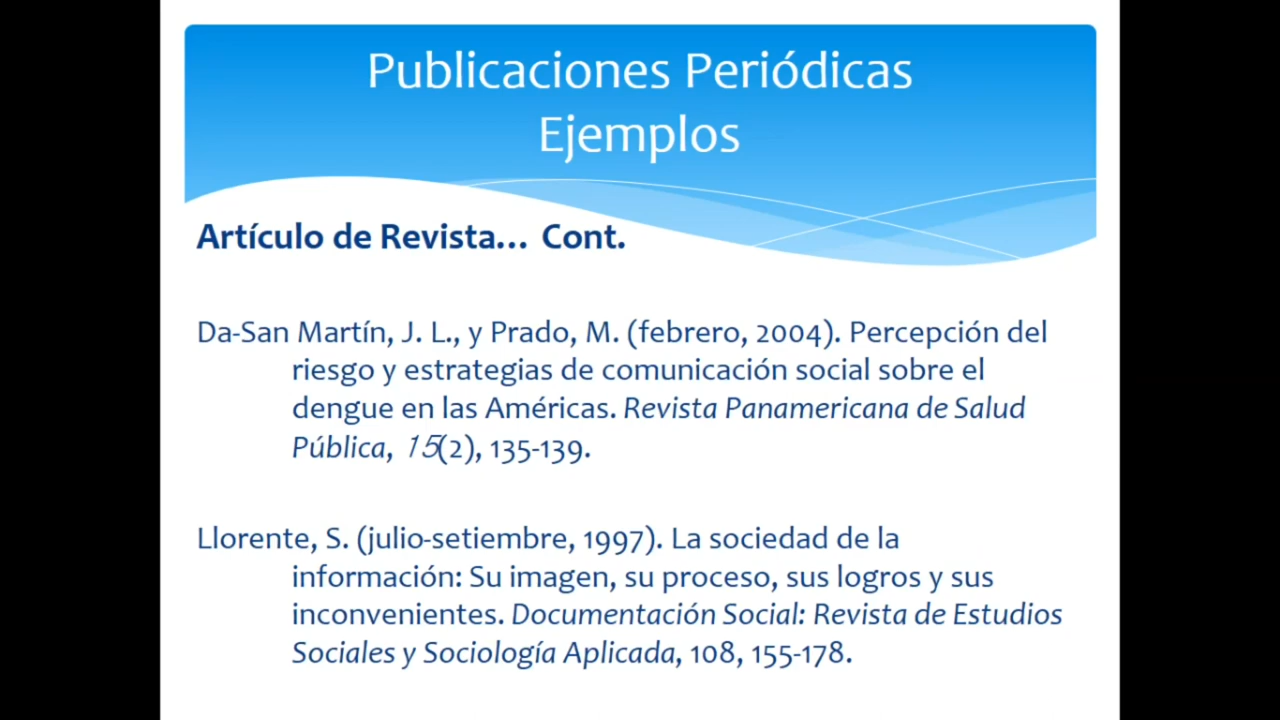 Publicaciones Periódicas
Ejemplos
Artículo de Revista... Cont.
Da-San Martín, J. L., y Prado, M. (febrero, 2004). Percepción del
riesgo y estrategias de comunicación social sobre el
dengue en las Américas. Revista Panamericana de Salud
Pública, 15(2), 135-139.
Llorente, S. (julio-setiembre, 1997). La sociedad de la
información: Su imagen, su proceso, sus logros y sus
inconvenientes. Documentación Social: Revista de Estudios
Sociales y Sociología Aplicada, 108, 155-178.